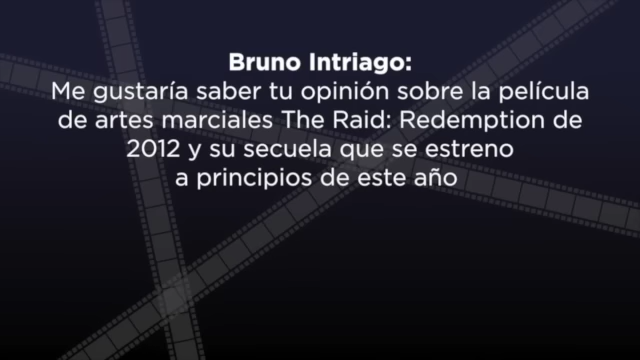 Bruno Intriago:
Me gustaría saber tu opinión sobre la película
de artes marciales The Raid: Redemption de
2012 y su secuela que se estreno
a principios de este año